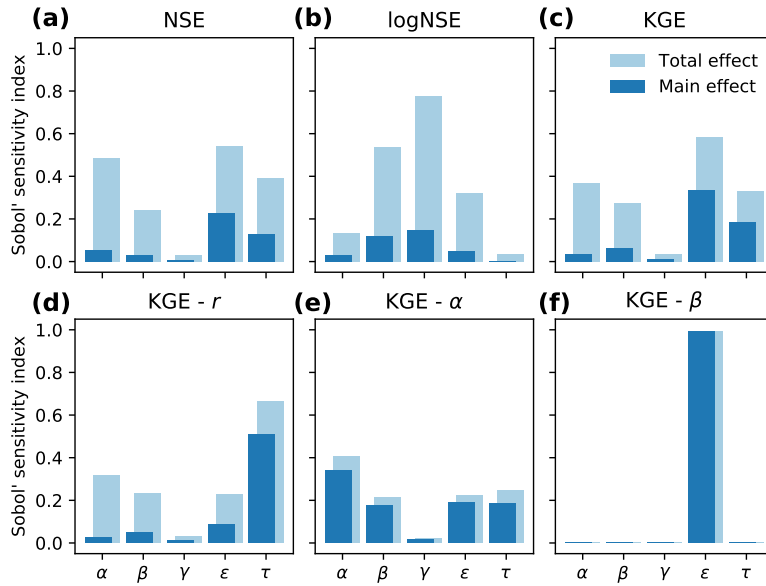 (a) NSE
(b) logNSE
(c) KGE
Sobol' sensitivity index
1.0
0.8
0.6
0.4
0.2
0.0
Total effect
Main effect
(d) KGE - r
(e) KGE - α
(f) KGE - β
Sobol' sensitivity index
1.0
0.8
0.6
0.4
0.2
0.0
α β γ ε τ
α β γ ε τ
α β γ ε τ